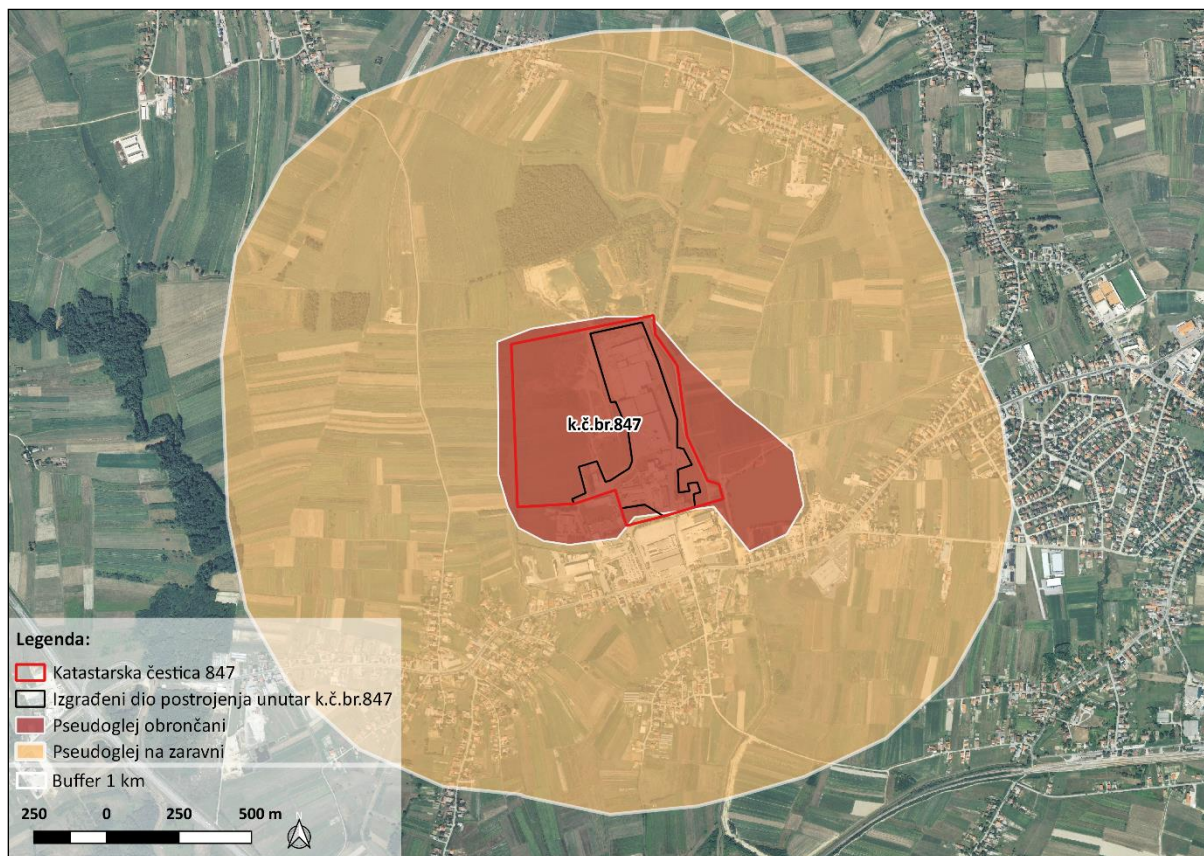 k.č.br.847
Legenda:
Katastarska čestica 847
Izgrađeni dio postrojenja unutar k.č.br.847
Pseudoglej obrončani
Pseudoglej na zaravni
Buffer 1 km
250 0 250 500 m